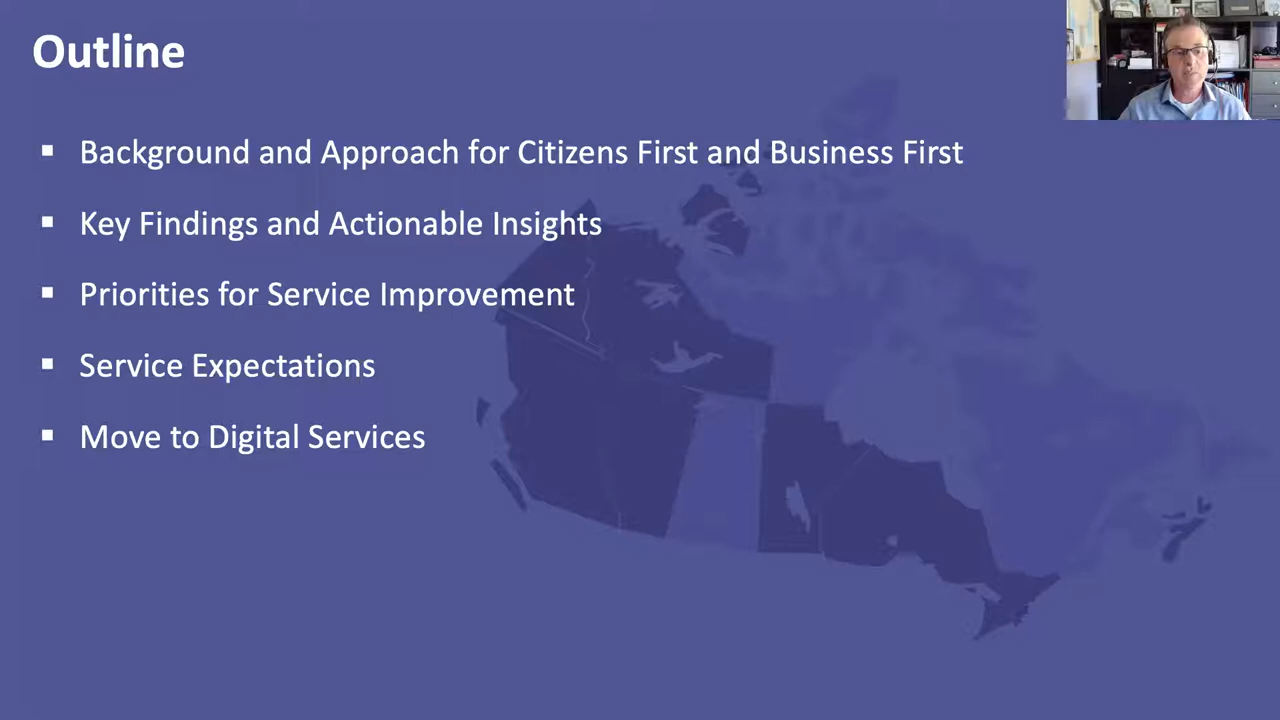 Outline
▪ Background and Approach for Citizens First and Business First
▪ Key Findings and Actionable Insights
▪ Priorities for Service Improvement
▪ Service Expectations
▪ Move to Digital Services